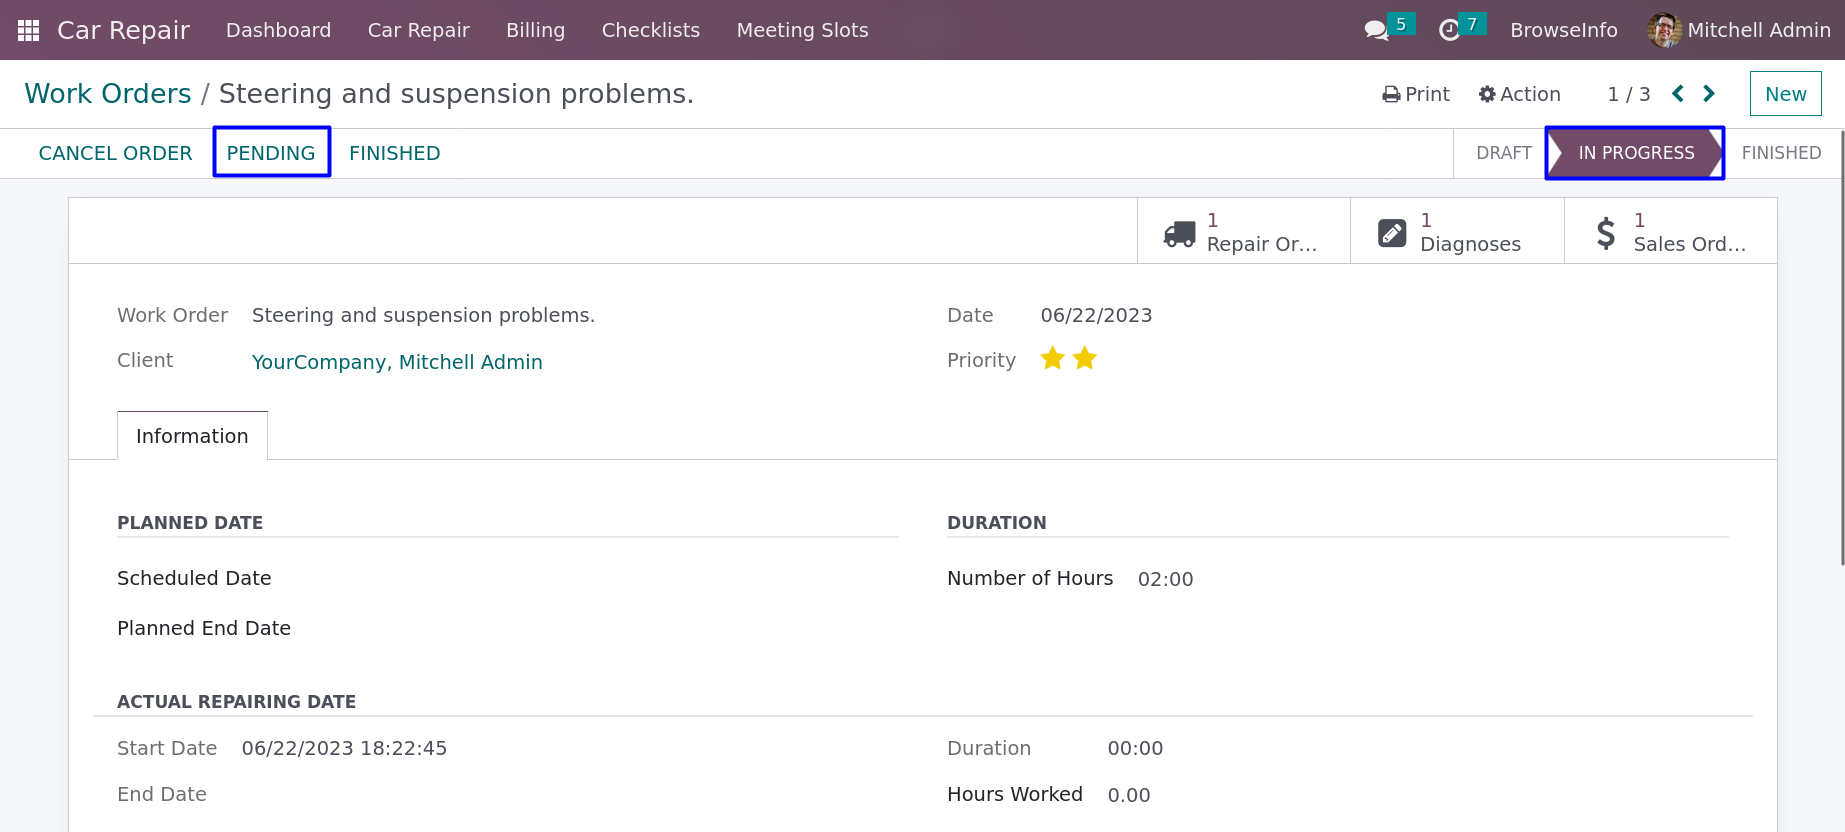 Car Repair Dashboard Car Repair Billing Checklists Meeting Slots 5 7 BrowseInfo Mitchell Admin
Work Orders / Steering and suspension problems. Print Action 1 / 3 New
CANCEL ORDER PENDING FINISHED DRAFT IN PROGRESS FINISHED
1 Repair Or...
1 Diagnoses
$ 1 Sales Ord...
Work Order Steering and suspension problems. Date 06/22/2023
Client YourCompany, Mitchell Admin Priority
Information
PLANNED DATE DURATION
Scheduled Date Number of Hours 02:00
Planned End Date
ACTUAL REPAIRING DATE
Start Date 06/22/2023 18:22:45 Duration 00:00
End Date Hours Worked 0.00